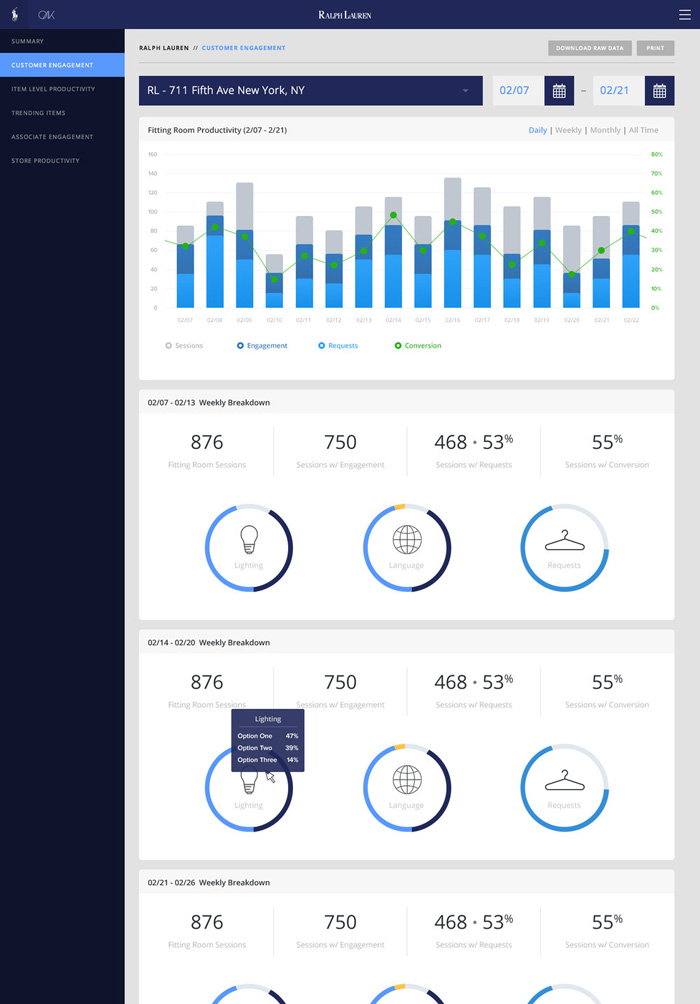 OAK RALPH LAUREN
SUMMARY
CUSTOMER ENGAGEMENT
ITEM LEVEL PRODUCTIVITY
TRENDING ITEMS
ASSOCIATE ENGAGEMENT
STORE PRODUCTIVITY
RALPH LAUREN // CUSTOMER ENGAGEMENT
DOWNLOAD RAW DATA PRINT
RL - 711 Fifth Ave New York, NY 02/07 – 02/21
Fitting Room Productivity (2/07 - 2/21) Daily | Weekly | Monthly | All Time
160 80%
140 70%
120 60%
100 50%
80 40%
60 30%
40 20%
20 10%
0 0%
02/07 02/08 02/09 02/10 02/11 02/12 02/13 02/14 02/15 02/16 02/17 02/18 02/19 02/20 02/21 02/22
Sessions Engagement Requests Conversion
02/07 - 02/13 Weekly Breakdown
876 750 468 • 53% 55%
Fitting Room Sessions Sessions w/ Engagement Sessions w/ Requests Sessions w/ Conversion
Lighting Language Requests
02/14 - 02/20 Weekly Breakdown
876 750 468 • 53% 55%
Fitting Room Sessions Sessions w/ Engagement Sessions w/ Requests Sessions w/ Conversion
Lighting
Option One 47%
Option Two 39%
Option Three 14%
Lighting Language Requests
02/21 - 02/26 Weekly Breakdown
876 750 468 • 53% 55%
Fitting Room Sessions Sessions w/ Engagement Sessions w/ Requests Sessions w/ Conversion